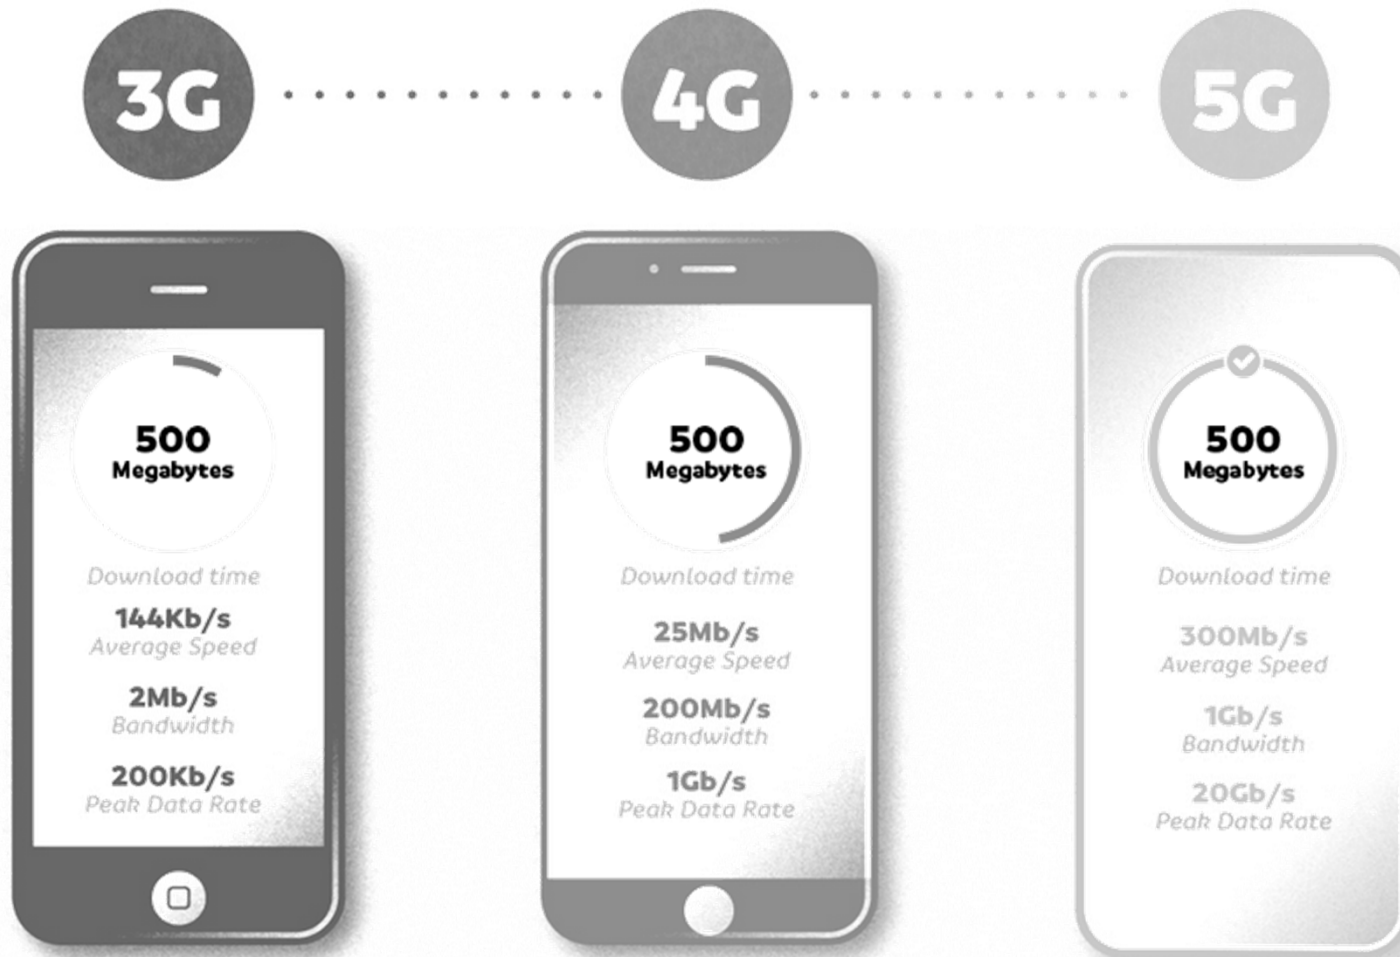 3G
4G
5G
500
Megabytes
Download time
144Kb/s
Average Speed
2Mb/s
Bandwidth
200Kb/s
Peak Data Rate
500
Megabytes
Download time
25Mb/s
Average Speed
200Mb/s
Bandwidth
1Gb/s
Peak Data Rate
500
Megabytes
Download time
300Mb/s
Average Speed
1Gb/s
Bandwidth
20Gb/s
Peak Data Rate